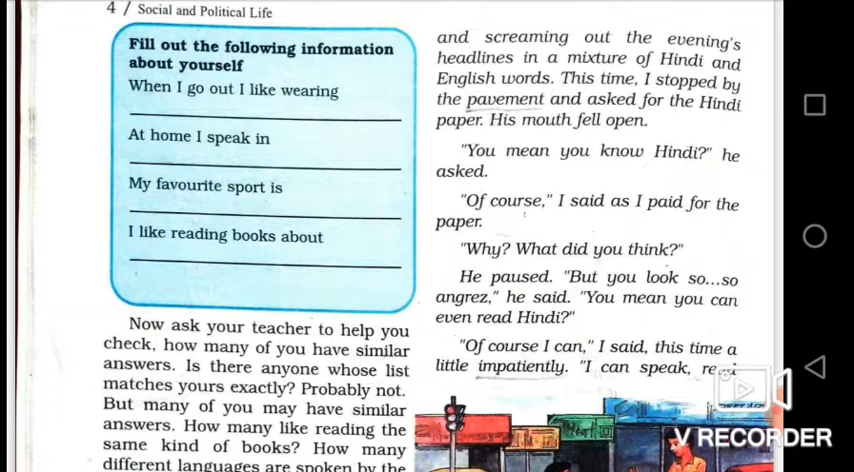 4 / Social and Political Life
Fill out the following information
about yourself
When I go out I like wearing
At home I speak in
My favourite sport is
I like reading books about
Now ask your teacher to help you
check, how many of you have similar
answers. Is there anyone whose list
matches yours exactly? Probably not.
But many of you may have similar
answers. How many like reading the
same kind of books? How many
different languages are spoken by the
and screaming out the evening's
headlines in a mixture of Hindi and
English words. This time, I stopped by
the pavement and asked for the Hindi
paper. His mouth fell open.
"You mean you know Hindi?" he
asked.
"Of course," I said as I paid for the
paper.
"Why? What did you think?"
He paused. "But you look so...so
angrez," he said. "You mean you can
even read Hindi?"
"Of course I can," I said, this time a
little impatiently. "I can speak, read
V RECORDER